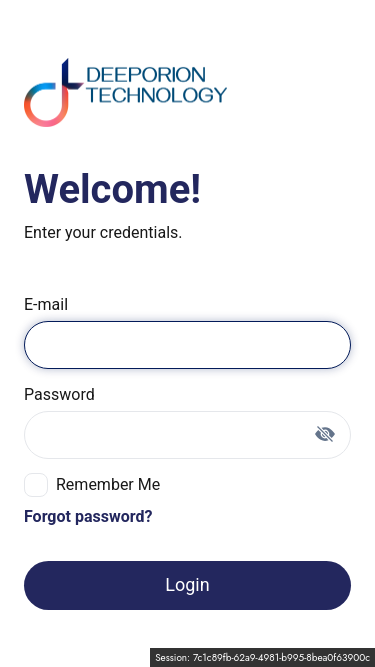 DEEPORION
TECHNOLOGY
Welcome!
Enter your credentials.
E-mail
Password
Remember Me
Forgot password?
Login
Session: 7c1c89fb-62a9-4981-b995-8bea0f63900c